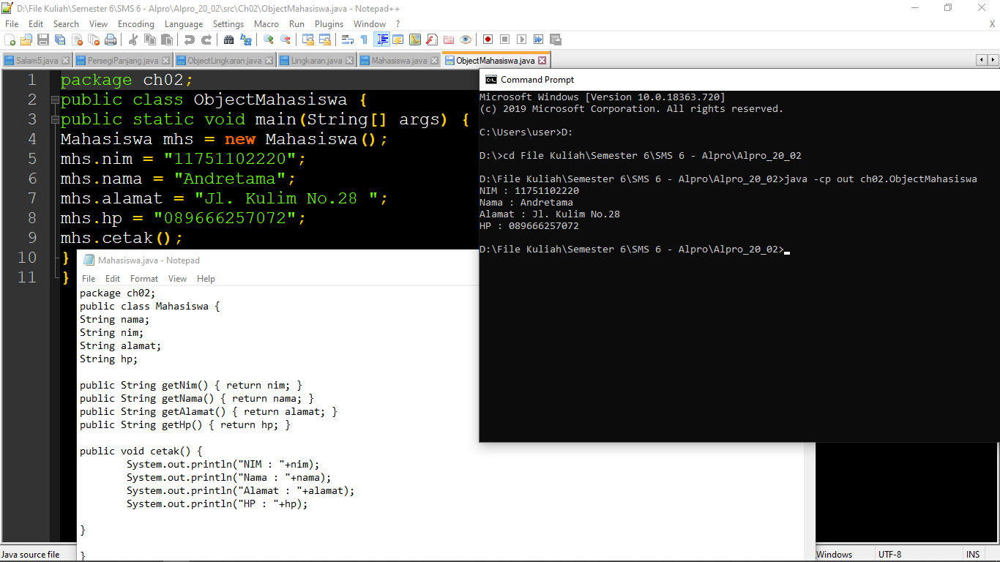 D:\File Kuliah\Semester 6\SMS 6 - Alpro\Alpro_20_02\src\Ch02\ObjectMahasiswa.java - Notepad++
File Edit Search View Encoding Language Settings Macro Run Plugins Window ? X
Salam5.java PersegiPanjang.java ObjectLingkaran.java Lingkaran.java Mahasiswa.java ObjectMahasiswa.java
1 package ch02;
2 public class ObjectMahasiswa {
3 public static void main(String[] args) {
4 Mahasiswa mhs = new Mahasiswa();
5 mhs.nim = "11751102220";
6 mhs.nama = "Andretama";
7 mhs.alamat = "Jl. Kulim No.28 ";
8 mhs.hp = "089666257072";
9 mhs.cetak();
10 }
11 }
Command Prompt
Microsoft Windows [Version 10.0.18363.720]
(c) 2019 Microsoft Corporation. All rights reserved.
C:\Users\user>D:
D:\>cd File Kuliah\Semester 6\SMS 6 - Alpro\Alpro_20_02
D:\File Kuliah\Semester 6\SMS 6 - Alpro\Alpro_20_02>java -cp out ch02.ObjectMahasiswa
NIM : 11751102220
Nama : Andretama
Alamat : Jl. Kulim No.28
HP : 089666257072
D:\File Kuliah\Semester 6\SMS 6 - Alpro\Alpro_20_02>
Mahasiswa.java - Notepad
File Edit Format View Help
package ch02;
public class Mahasiswa {
String nama;
String nim;
String alamat;
String hp;
public String getNim() { return nim; }
public String getNama() { return nama; }
public String getAlamat() { return alamat; }
public String getHp() { return hp; }
public void cetak() {
System.out.println("NIM : "+nim);
System.out.println("Nama : "+nama);
System.out.println("Alamat : "+alamat);
System.out.println("HP : "+hp);
}
}
Java source file Windows UTF-8 INS